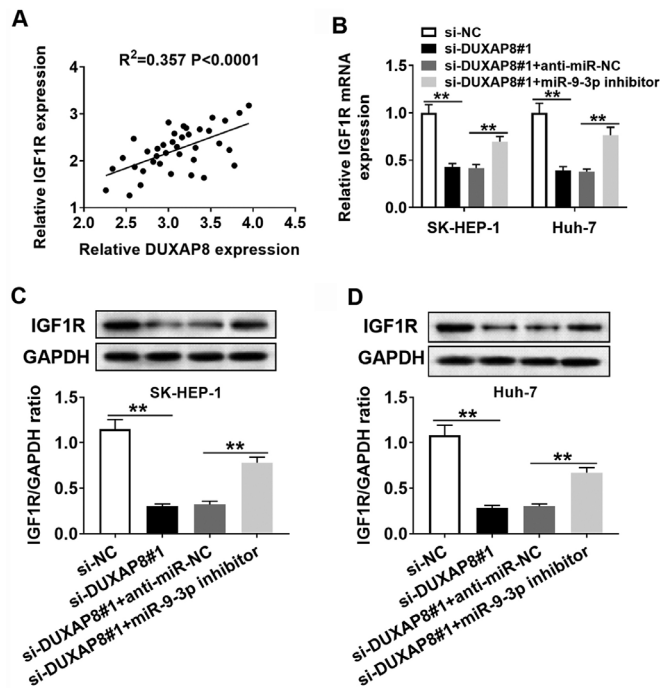 A
R²=0.357 P<0.0001
Relative IGF1R expression
4
3
2
1
2.0 2.5 3.0 3.5 4.0 4.5
Relative DUXAP8 expression
B
si-NC
si-DUXAP8#1
si-DUXAP8#1+anti-miR-NC
si-DUXAP8#1+miR-9-3p inhibitor
Relative IGF1R mRNA
expression
1.5
1.0
0.5
0.0
** ** ** **
SK-HEP-1 Huh-7
C
IGF1R
GAPDH
SK-HEP-1
IGF1R/GAPDH ratio
1.5
1.0
0.5
0.0
**
**
si-NC
si-DUXAP8#1
si-DUXAP8#1+anti-miR-NC
si-DUXAP8#1+miR-9-3p inhibitor
D
IGF1R
GAPDH
Huh-7
IGF1R/GAPDH ratio
1.5
1.0
0.5
0.0
**
**
si-NC
si-DUXAP8#1
si-DUXAP8#1+anti-miR-NC
si-DUXAP8#1+miR-9-3p inhibitor